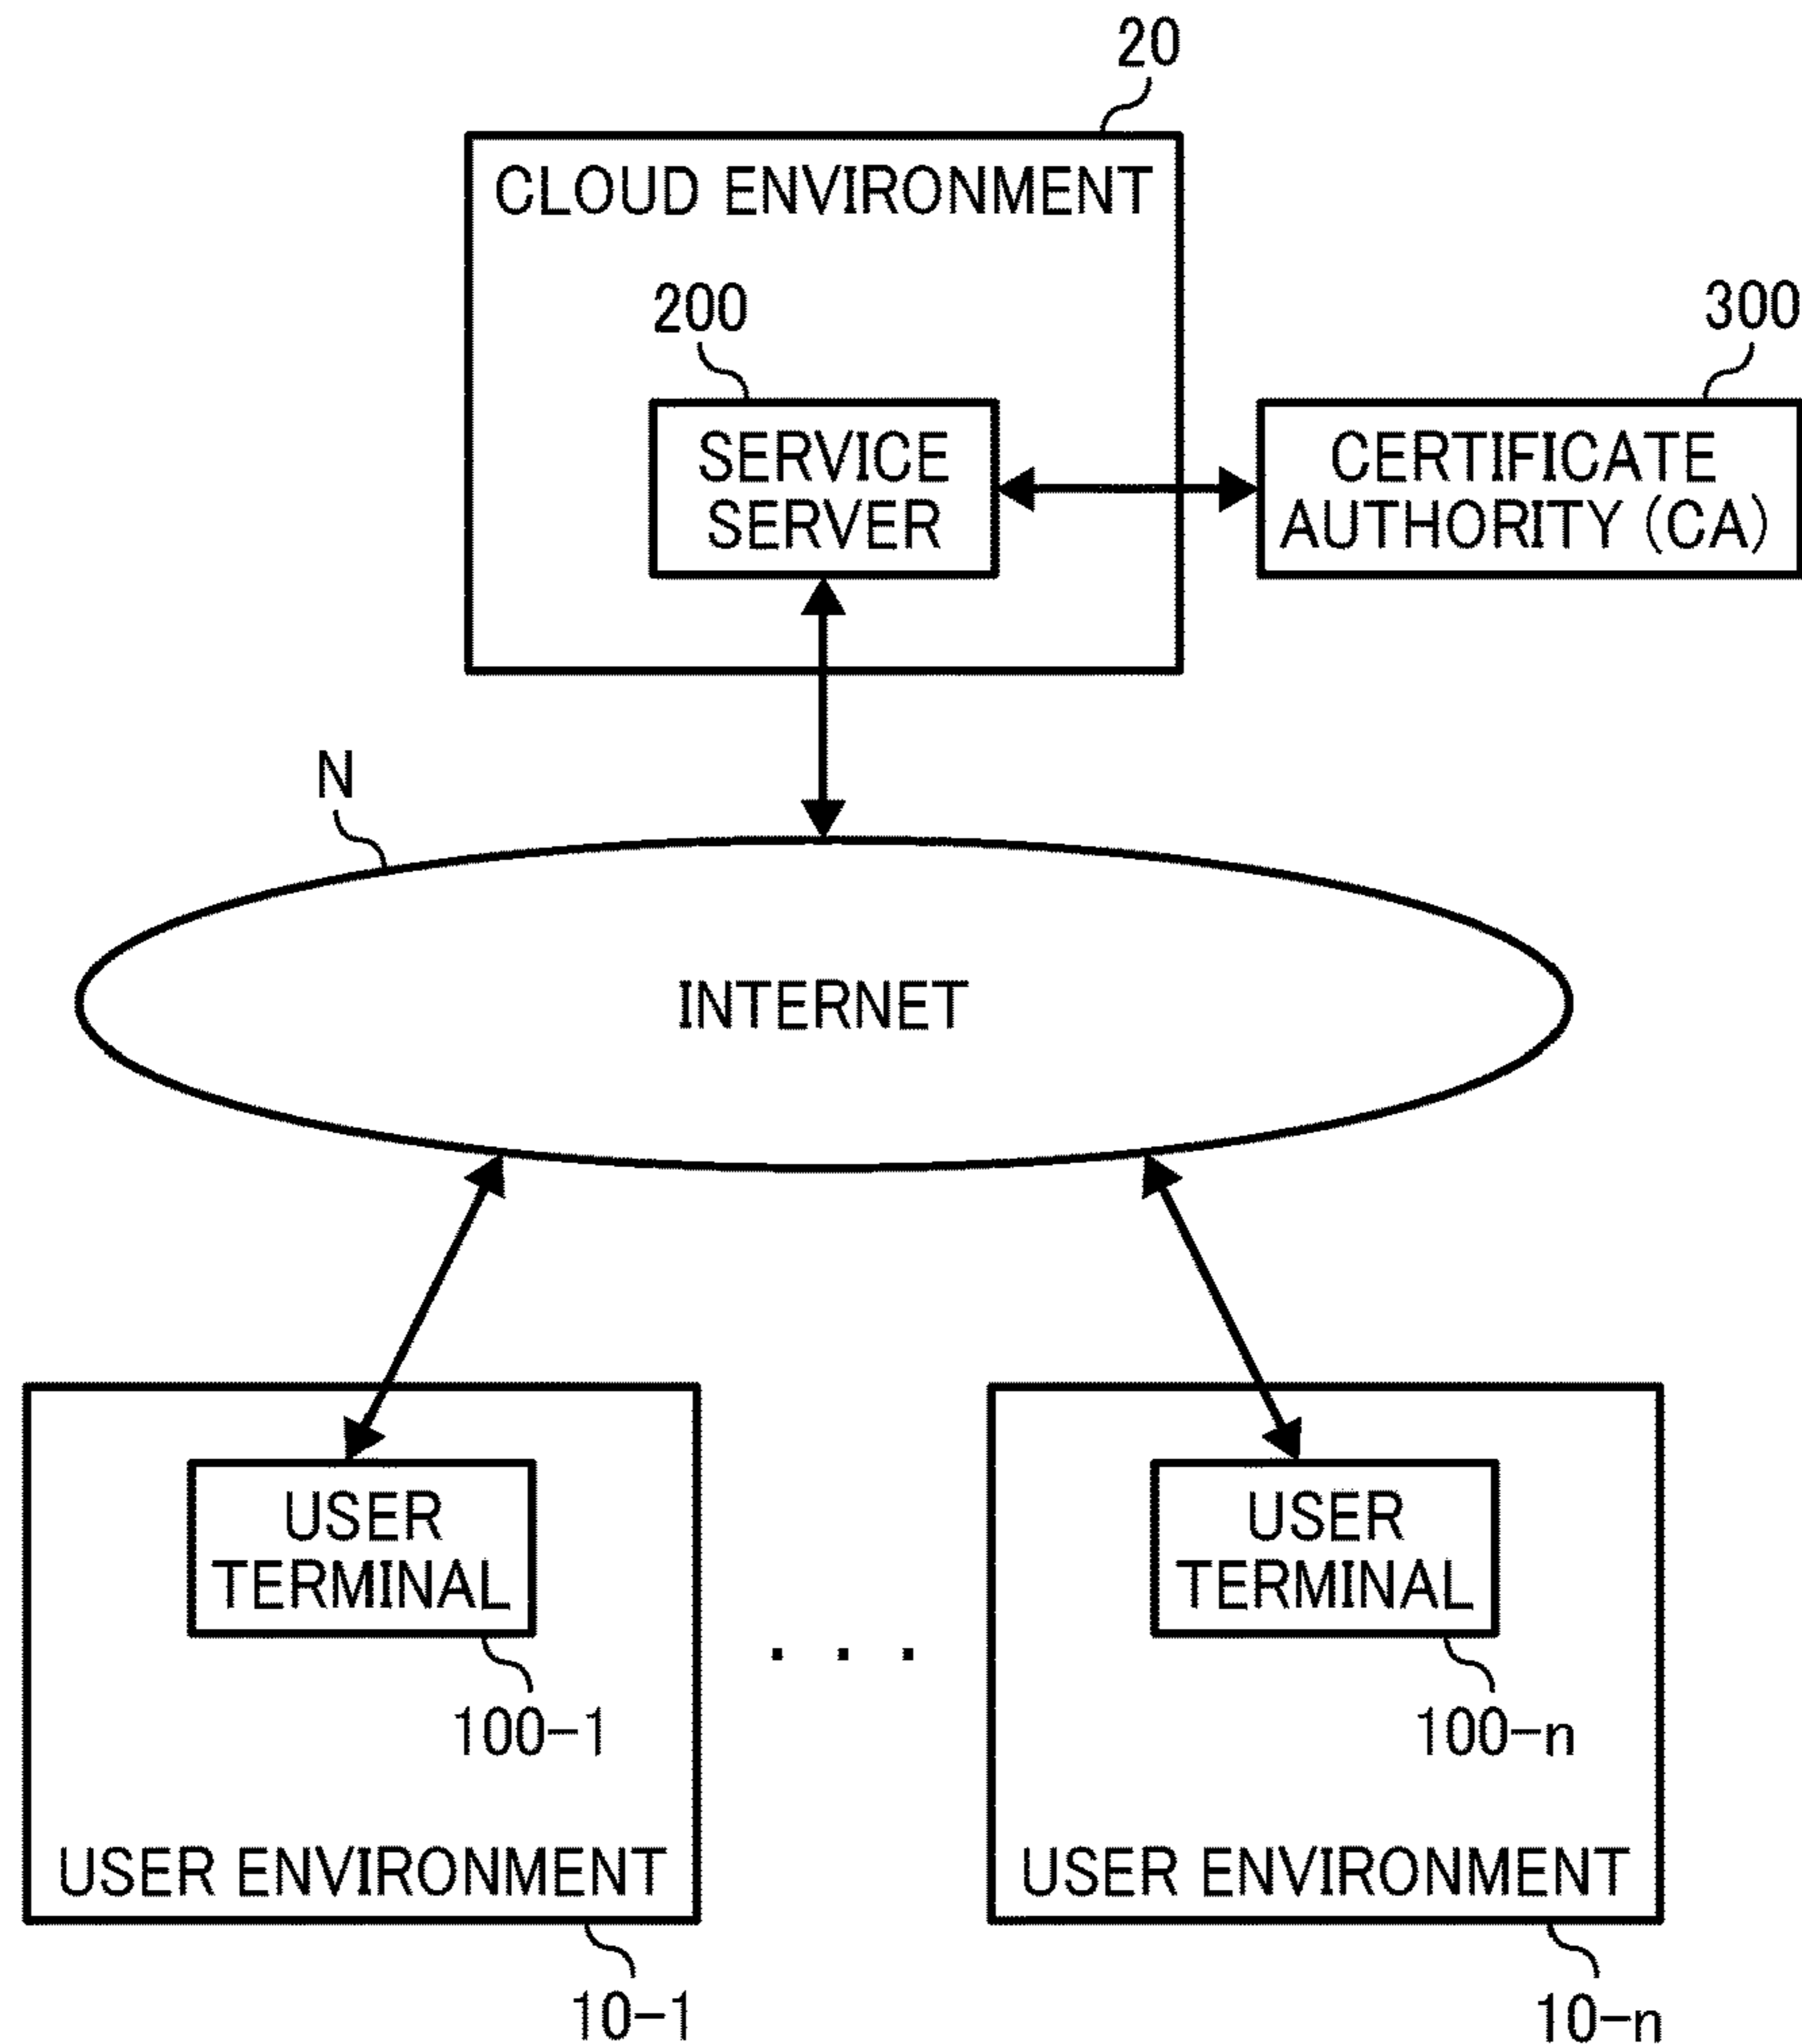 20
CLOUD ENVIRONMENT
200
300
SERVICE
SERVER
CERTIFICATE
AUTHORITY (CA)
N
INTERNET
USER
TERMINAL
100-1
USER ENVIRONMENT
10-1
. . .
USER
TERMINAL
100-n
USER ENVIRONMENT
10-n